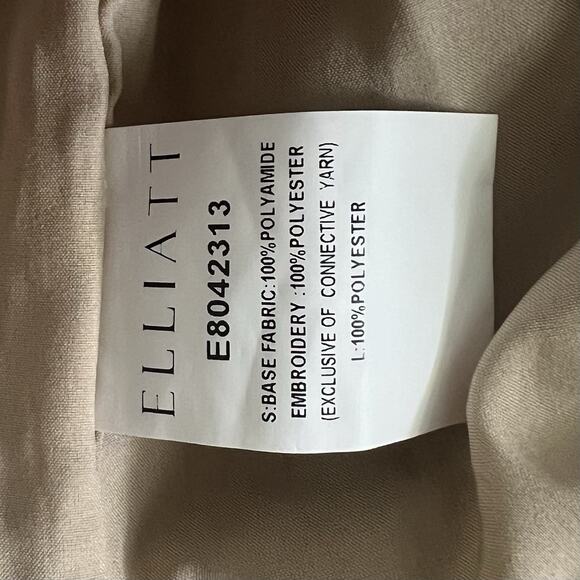 ELLIATT
E8042313
S:BASE FABRIC:100%POLYAMIDE
EMBROIDERY :100%POLYESTER
(EXCLUSIVE OF CONNECTIVE YARN)
L:100%POLYESTER